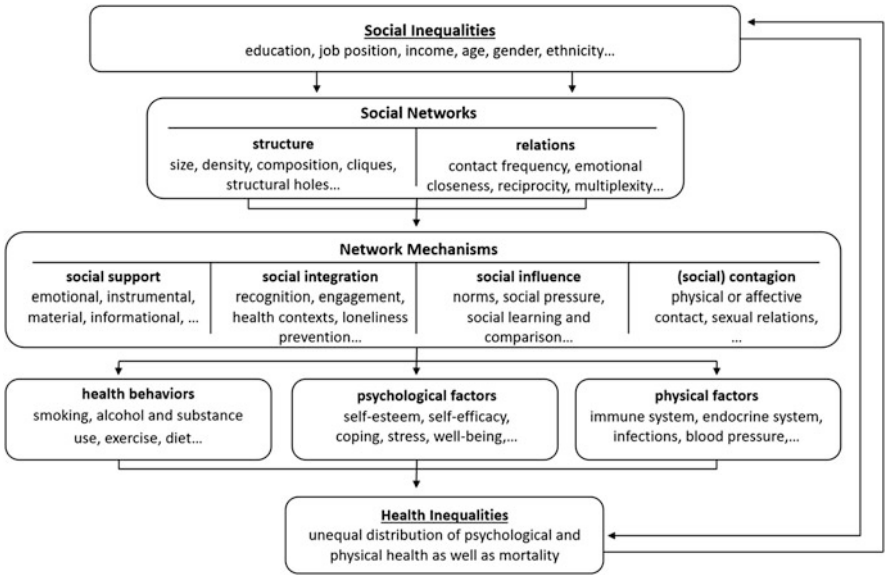 Social Inequalities
education, job position, income, age, gender, ethnicity...
Social Networks
structure
size, density, composition, cliques,
structural holes...
relations
contact frequency, emotional
closeness, reciprocity, multiplexity...
Network Mechanisms
social support
emotional, instrumental,
material, informational, ...
social integration
recognition, engagement,
health contexts, loneliness
prevention...
social influence
norms, social pressure,
social learning and
comparison...
(social) contagion
physical or affective
contact, sexual relations,
...
health behaviors
smoking, alcohol and substance
use, exercise, diet...
psychological factors
self-esteem, self-efficacy,
coping, stress, well-being,...
physical factors
immune system, endocrine system,
infections, blood pressure,...
Health Inequalities
unequal distribution of psychological and
physical health as well as mortality